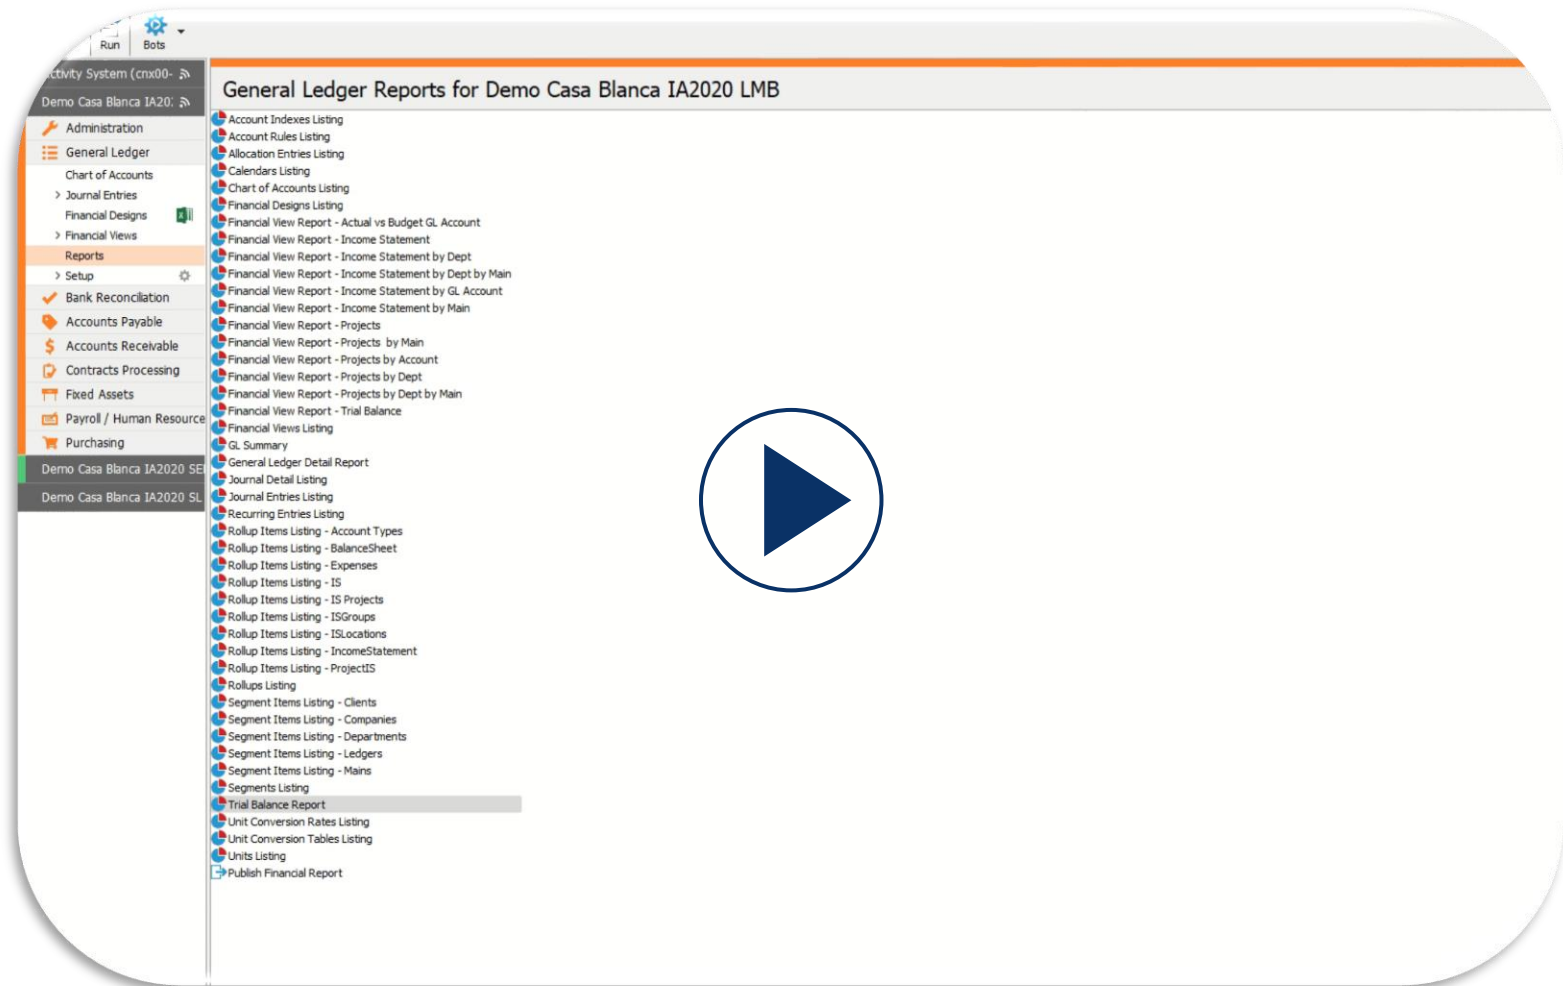 Run
Bots
ctivity System (cnx00-
Demo Casa Blanca IA20:
Administration
General Ledger
Chart of Accounts
Journal Entries
Financial Designs
Financial Views
Reports
Setup
Bank Reconciliation
Accounts Payable
Accounts Receivable
Contracts Processing
Fixed Assets
Payroll / Human Resource
Purchasing
Demo Casa Blanca IA2020 SE
Demo Casa Blanca IA2020 SL
General Ledger Reports for Demo Casa Blanca IA2020 LMB
Account Indexes Listing
Account Rules Listing
Allocation Entries Listing
Calendars Listing
Chart of Accounts Listing
Financial Designs Listing
Financial View Report - Actual vs Budget GL Account
Financial View Report - Income Statement
Financial View Report - Income Statement by Dept
Financial View Report - Income Statement by Dept by Main
Financial View Report - Income Statement by GL Account
Financial View Report - Income Statement by Main
Financial View Report - Projects
Financial View Report - Projects by Main
Financial View Report - Projects by Account
Financial View Report - Projects by Dept
Financial View Report - Projects by Dept by Main
Financial View Report - Trial Balance
Financial Views Listing
GL Summary
General Ledger Detail Report
Journal Detail Listing
Journal Entries Listing
Recurring Entries Listing
Rollup Items Listing - Account Types
Rollup Items Listing - BalanceSheet
Rollup Items Listing - Expenses
Rollup Items Listing - IS
Rollup Items Listing - IS Projects
Rollup Items Listing - ISGroups
Rollup Items Listing - ISLocations
Rollup Items Listing - IncomeStatement
Rollup Items Listing - ProjectIS
Rollups Listing
Segment Items Listing - Clients
Segment Items Listing - Companies
Segment Items Listing - Departments
Segment Items Listing - Ledgers
Segment Items Listing - Mains
Segments Listing
Trial Balance Report
Unit Conversion Rates Listing
Unit Conversion Tables Listing
Units Listing
Publish Financial Report